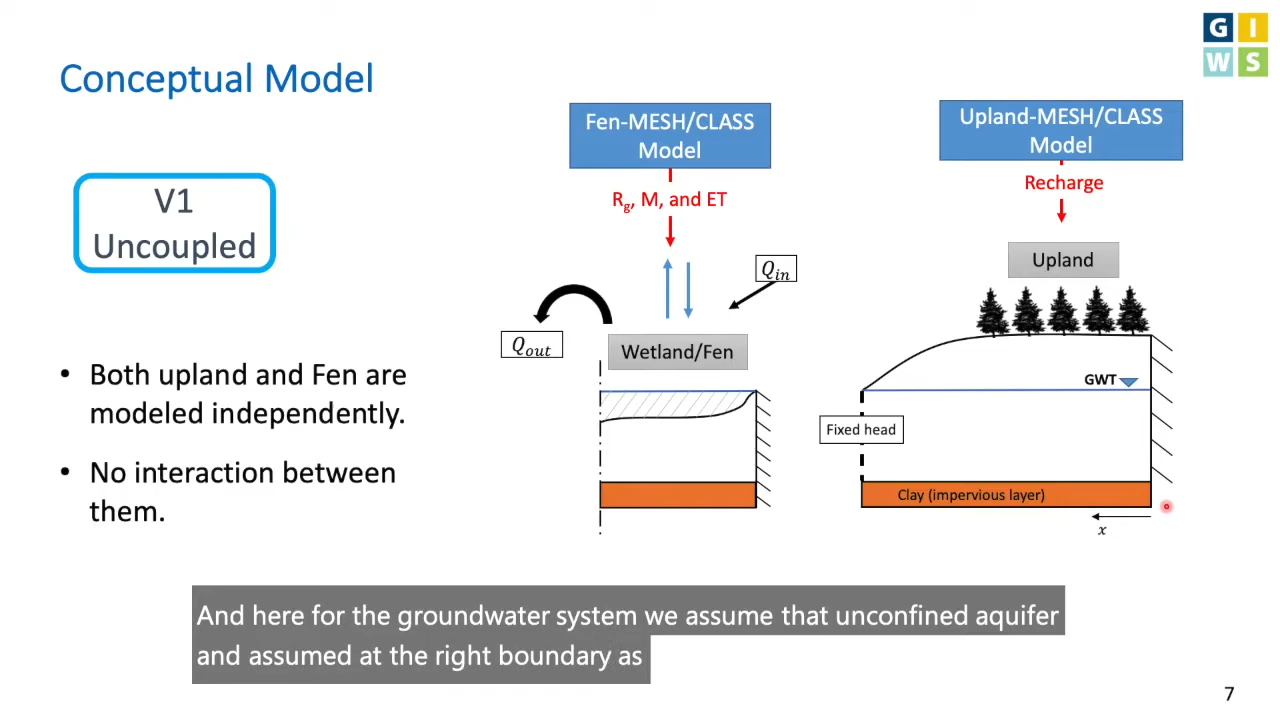 G I
W S
Conceptual Model
V1
Uncoupled
• Both upland and Fen are
modeled independently.
• No interaction between
them.
Fen-MESH/CLASS
Model
Rg, M, and ET
Qin
Qout
Wetland/Fen
Upland-MESH/CLASS
Model
Recharge
Upland
GWT
Fixed head
Clay (impervious layer)
x
And here for the groundwater system we assume that unconfined aquifer
and assumed at the right boundary as
7